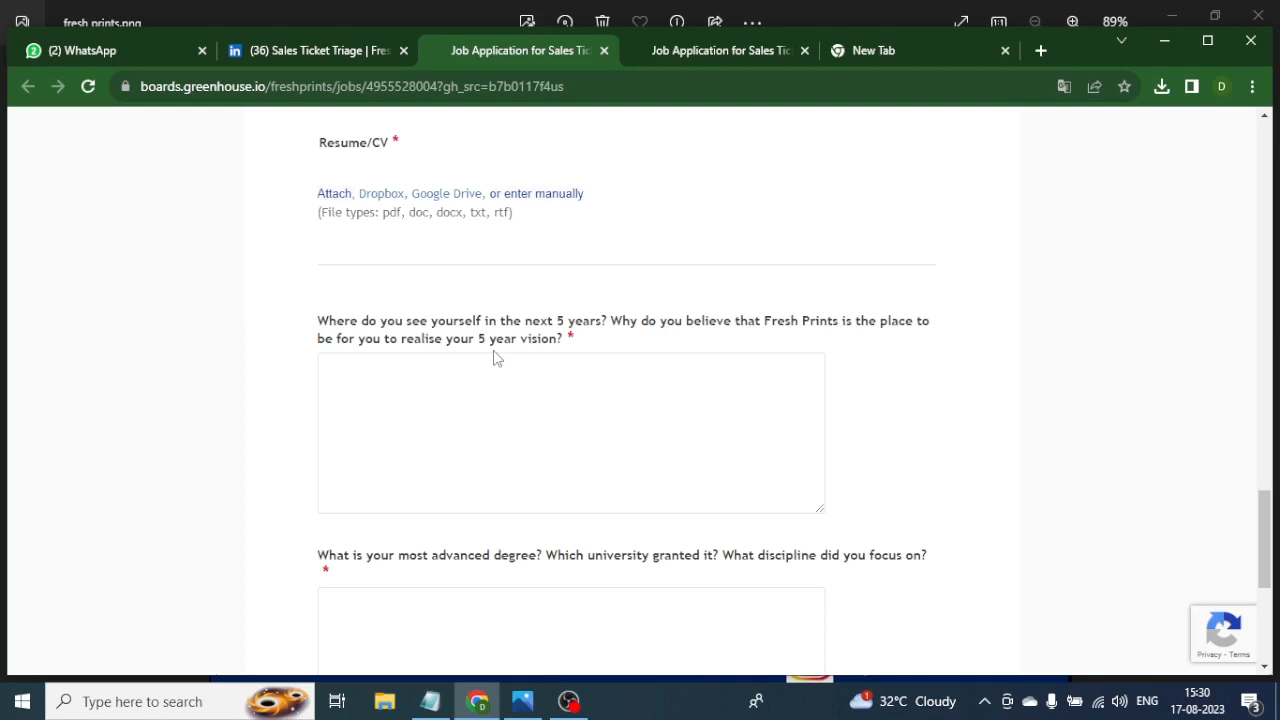 fresh prints.png
89%
(2) WhatsApp
(36) Sales Ticket Triage | Fres
Job Application for Sales Tic
Job Application for Sales Tic
New Tab
boards.greenhouse.io/freshprints/jobs/4955528004?gh_src=b7b0117f4us
D
Resume/CV *
Attach, Dropbox, Google Drive, or enter manually
(File types: pdf, doc, docx, txt, rtf)
Where do you see yourself in the next 5 years? Why do you believe that Fresh Prints is the place to
be for you to realise your 5 year vision? *
What is your most advanced degree? Which university granted it? What discipline did you focus on?
*
Privacy - Terms
Type here to search
32°C Cloudy
ENG
15:30
17-08-2023
3